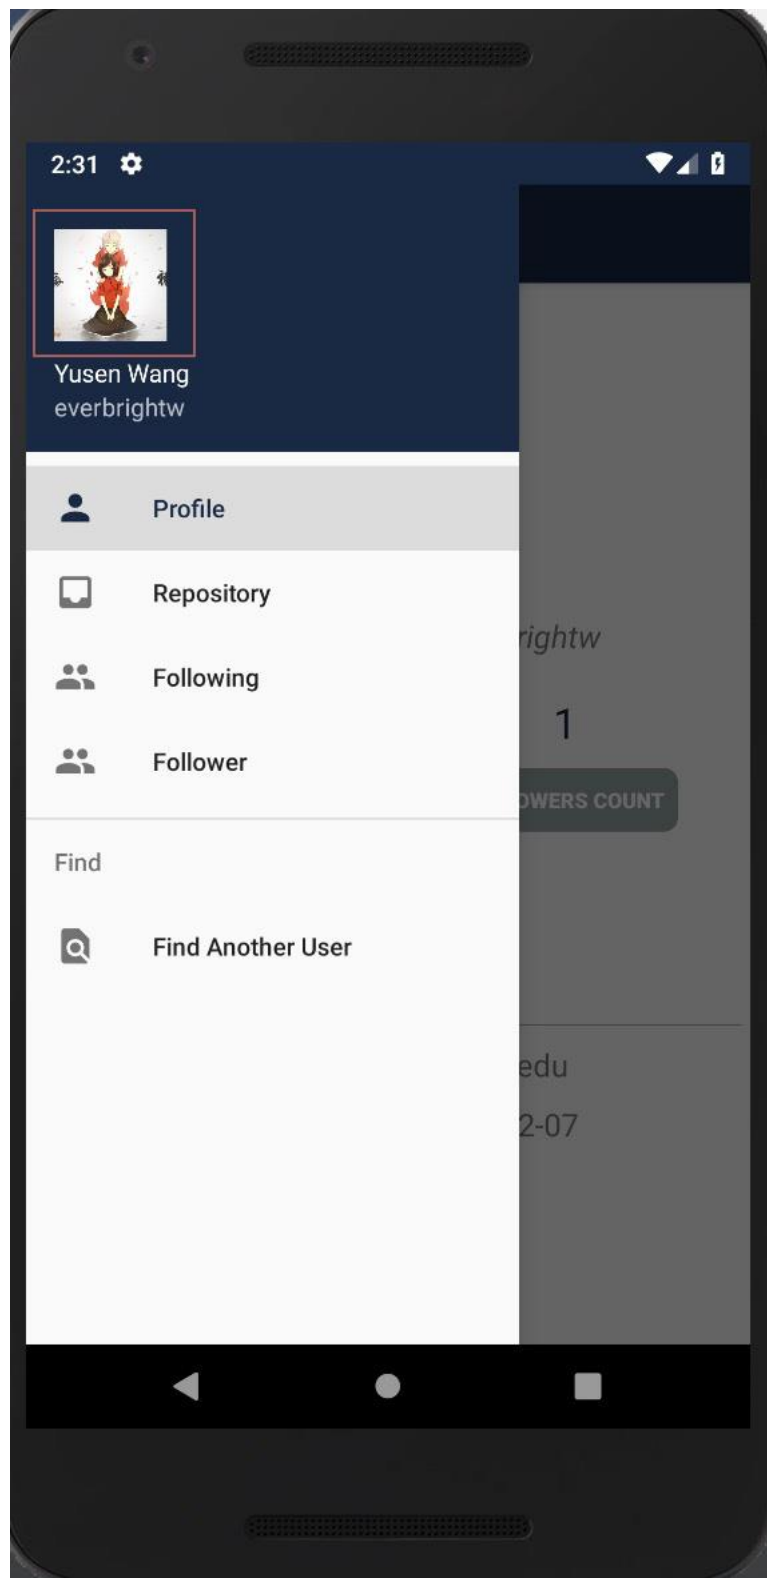 2:31
Yusen Wang
everbrightw
Profile
Repository
rightw
Following
1
Follower
OWERS COUNT
Find
Find Another User
edu
2-07